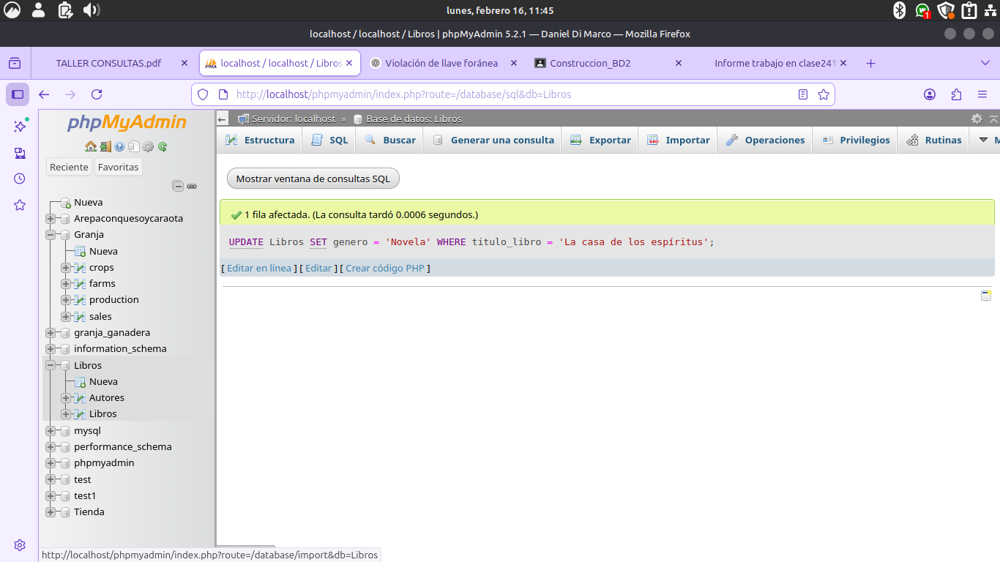 lunes, febrero 16, 11:45
1
localhost / localhost / Libros | phpMyAdmin 5.2.1 — Daniel Di Marco — Mozilla Firefox
TALLER CONSULTAS.pdf
localhost / localhost / Libros
Violación de llave foránea
Construccion_BD2
Informe trabajo en clase241
http://localhost/phpmyadmin/index.php?route=/database/sql&db=Libros
phpMyAdmin
Servidor: localhost » Base de datos: Libros
Estructura SQL Buscar Generar una consulta Exportar Importar Operaciones Privilegios Rutinas M
Reciente Favoritas
Nueva
Arepaconquesoycaraota
Granja
Nueva
crops
farms
production
sales
granja_ganadera
information_schema
Libros
Nueva
Autores
Libros
mysql
performance_schema
phpmyadmin
test
test1
Tienda
Mostrar ventana de consultas SQL
1 fila afectada. (La consulta tardó 0.0006 segundos.)
UPDATE Libros SET genero = 'Novela' WHERE titulo_libro = 'La casa de los espíritus';
[ Editar en línea ] [ Editar ] [ Crear código PHP ]
http://localhost/phpmyadmin/index.php?route=/database/import&db=Libros